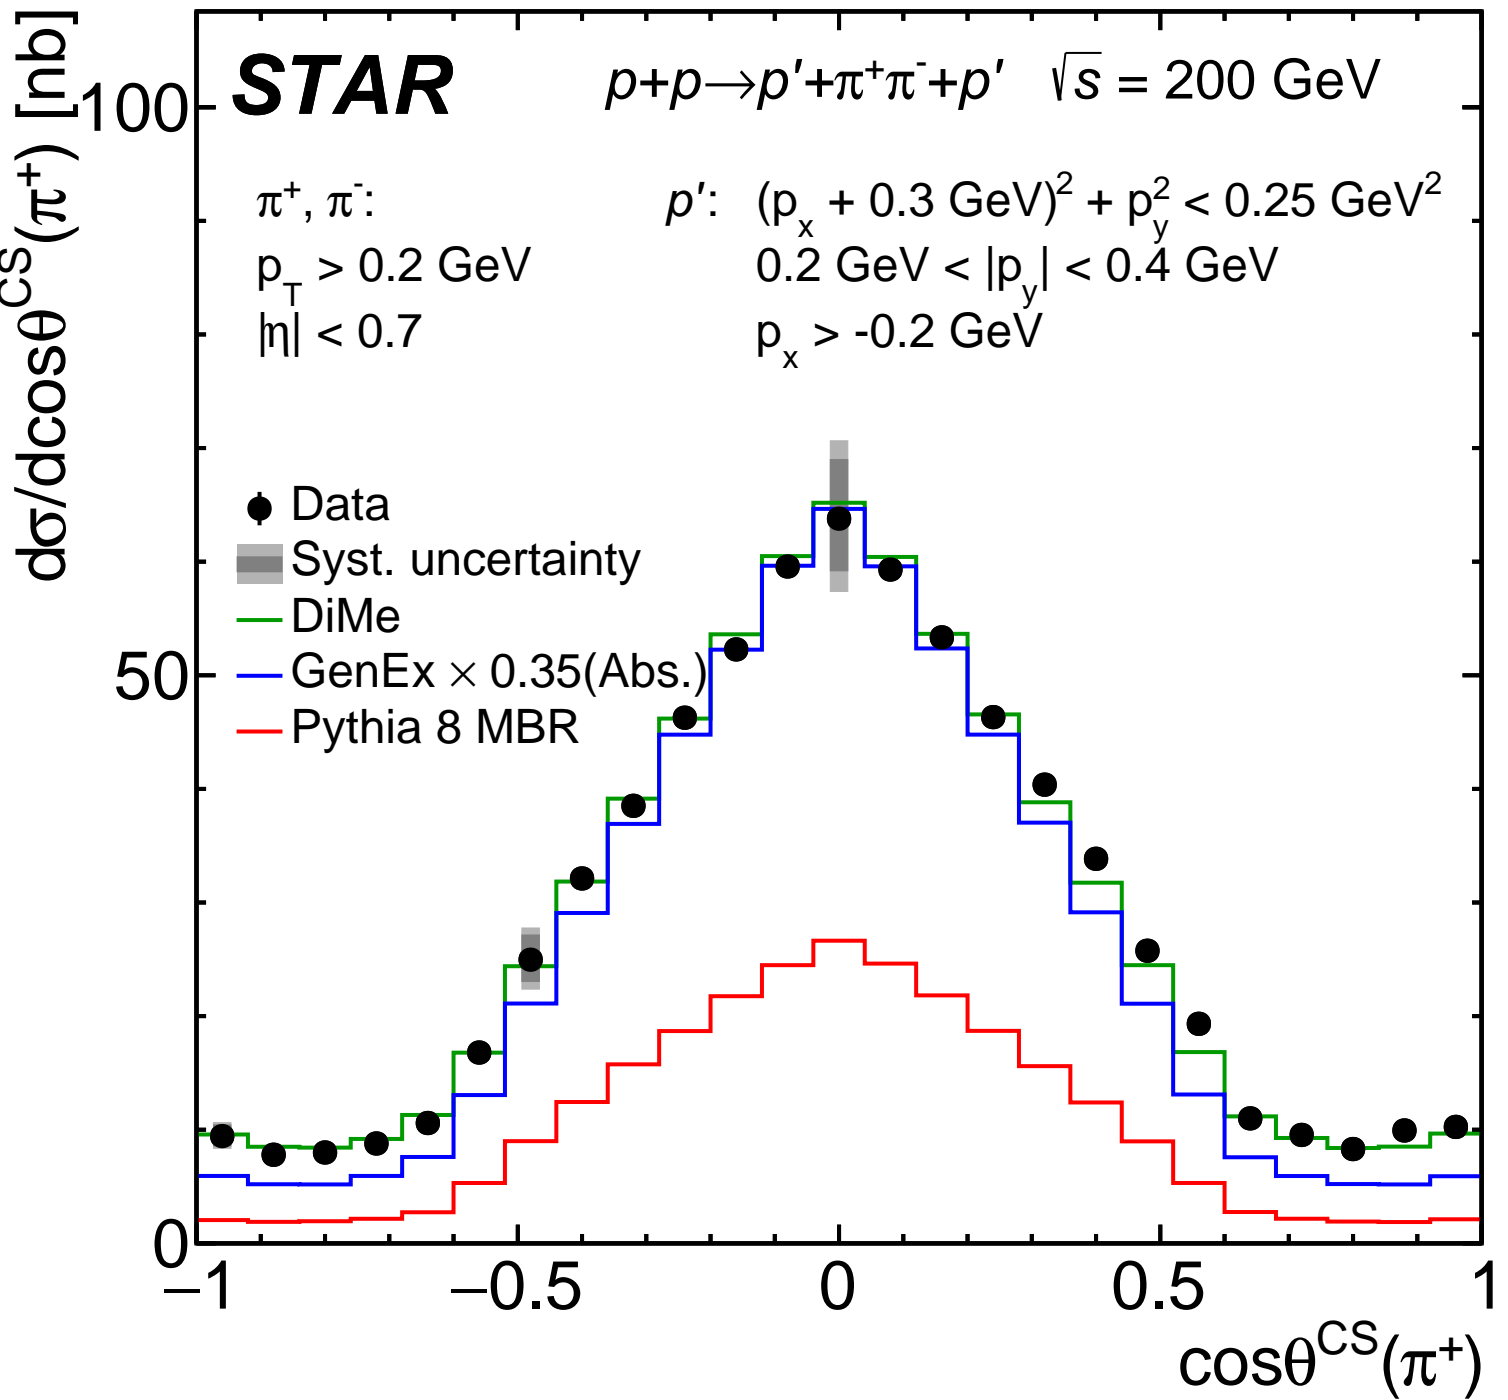 STAR p+p→p′+π⁺π⁻+p′ √s = 200 GeV
π⁺, π⁻: p′: (pₓ + 0.3 GeV)² + p_y² < 0.25 GeV²
p_T > 0.2 GeV 0.2 GeV < |p_y| < 0.4 GeV
|η| < 0.7 pₓ > -0.2 GeV
Data
Syst. uncertainty
DiMe
GenEx × 0.35(Abs.)
Pythia 8 MBR
dσ/dcosθ^CS(π⁺) [nb]
100
50
0
−1 −0.5 0 0.5 1
cosθ^CS(π⁺)